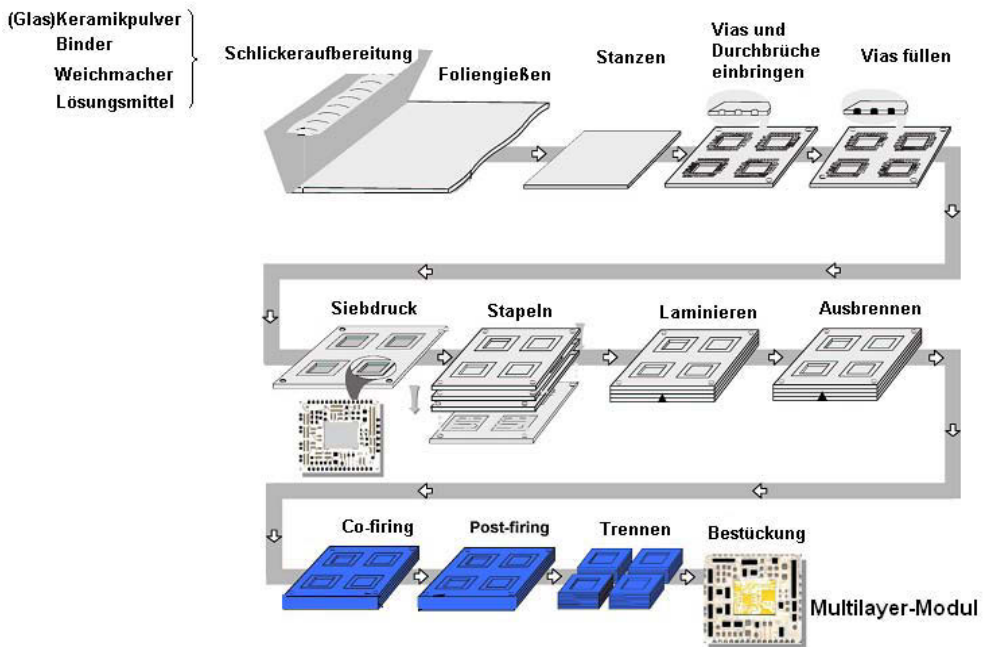 (Glas)Keramikpulver
Binder
Weichmacher
Lösungsmittel
Schlickeraufbereitung
Foliengießen
Stanzen
Vias und
Durchbrüche
einbringen
Vias füllen
Siebdruck
Stapeln
Laminieren
Ausbrennen
Co-firing
Post-firing
Trennen
Bestückung
Multilayer-Modul